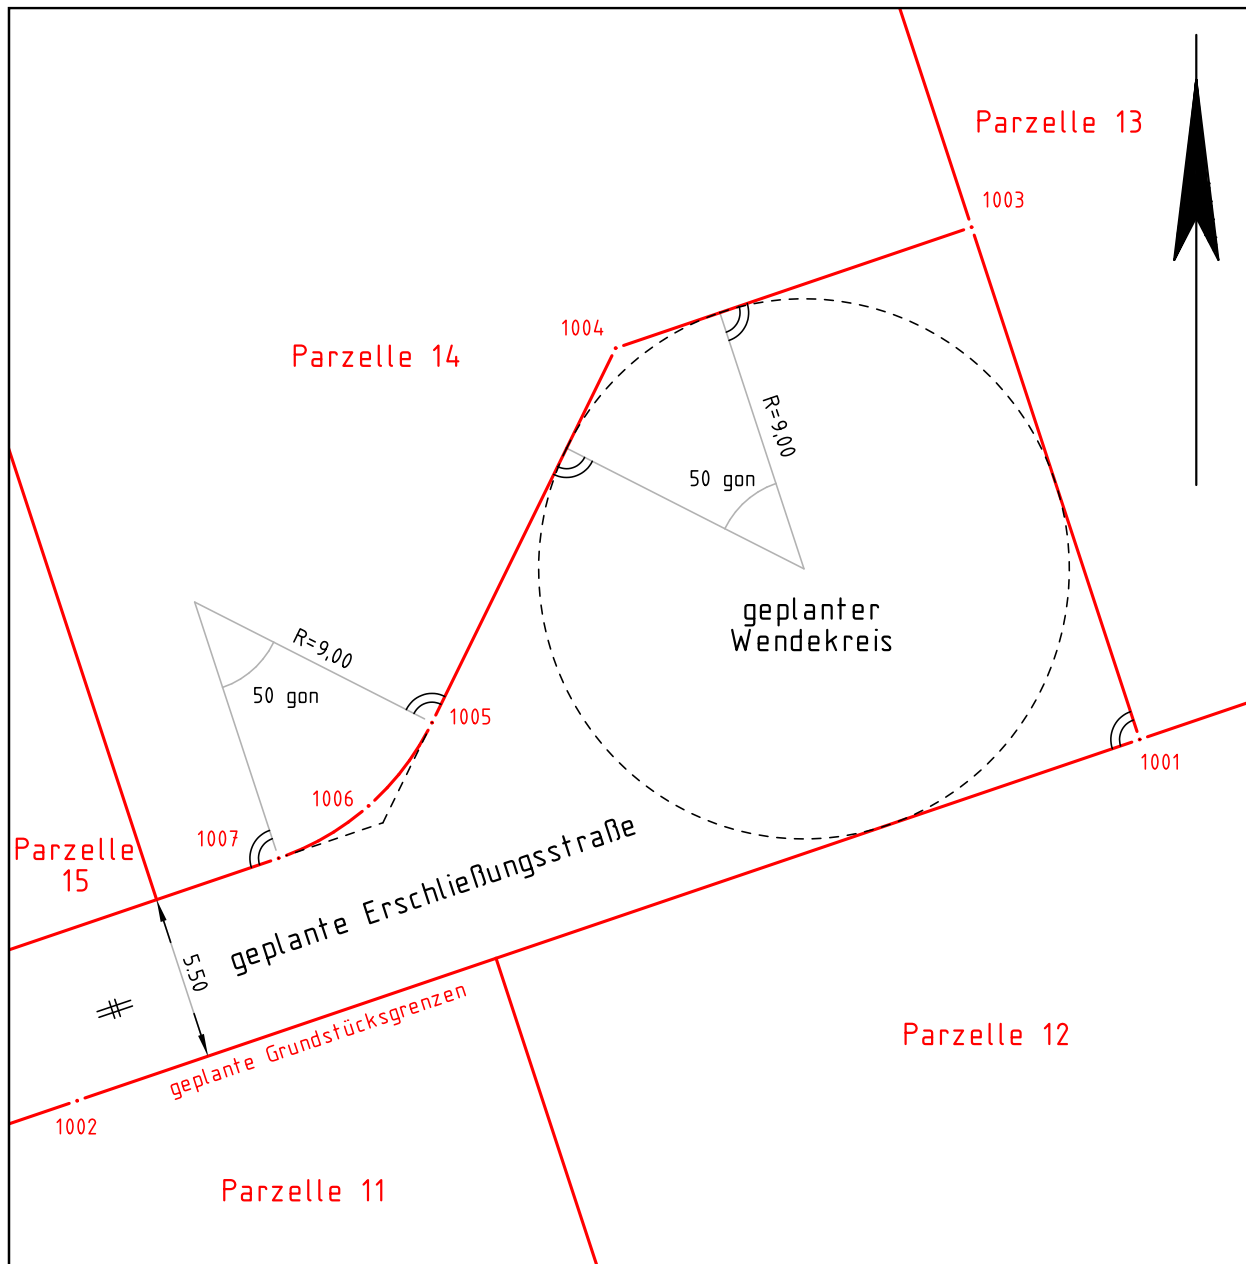 Parzelle 13
1003
1004
Parzelle 14
R=9,00
50 gon
geplanter
Wendekreis
R=9,00
50 gon
1005
1001
1006
1007
Parzelle
15
geplante Erschließungsstraße
5.50
geplante Grundstücksgrenzen
Parzelle 12
1002
Parzelle 11